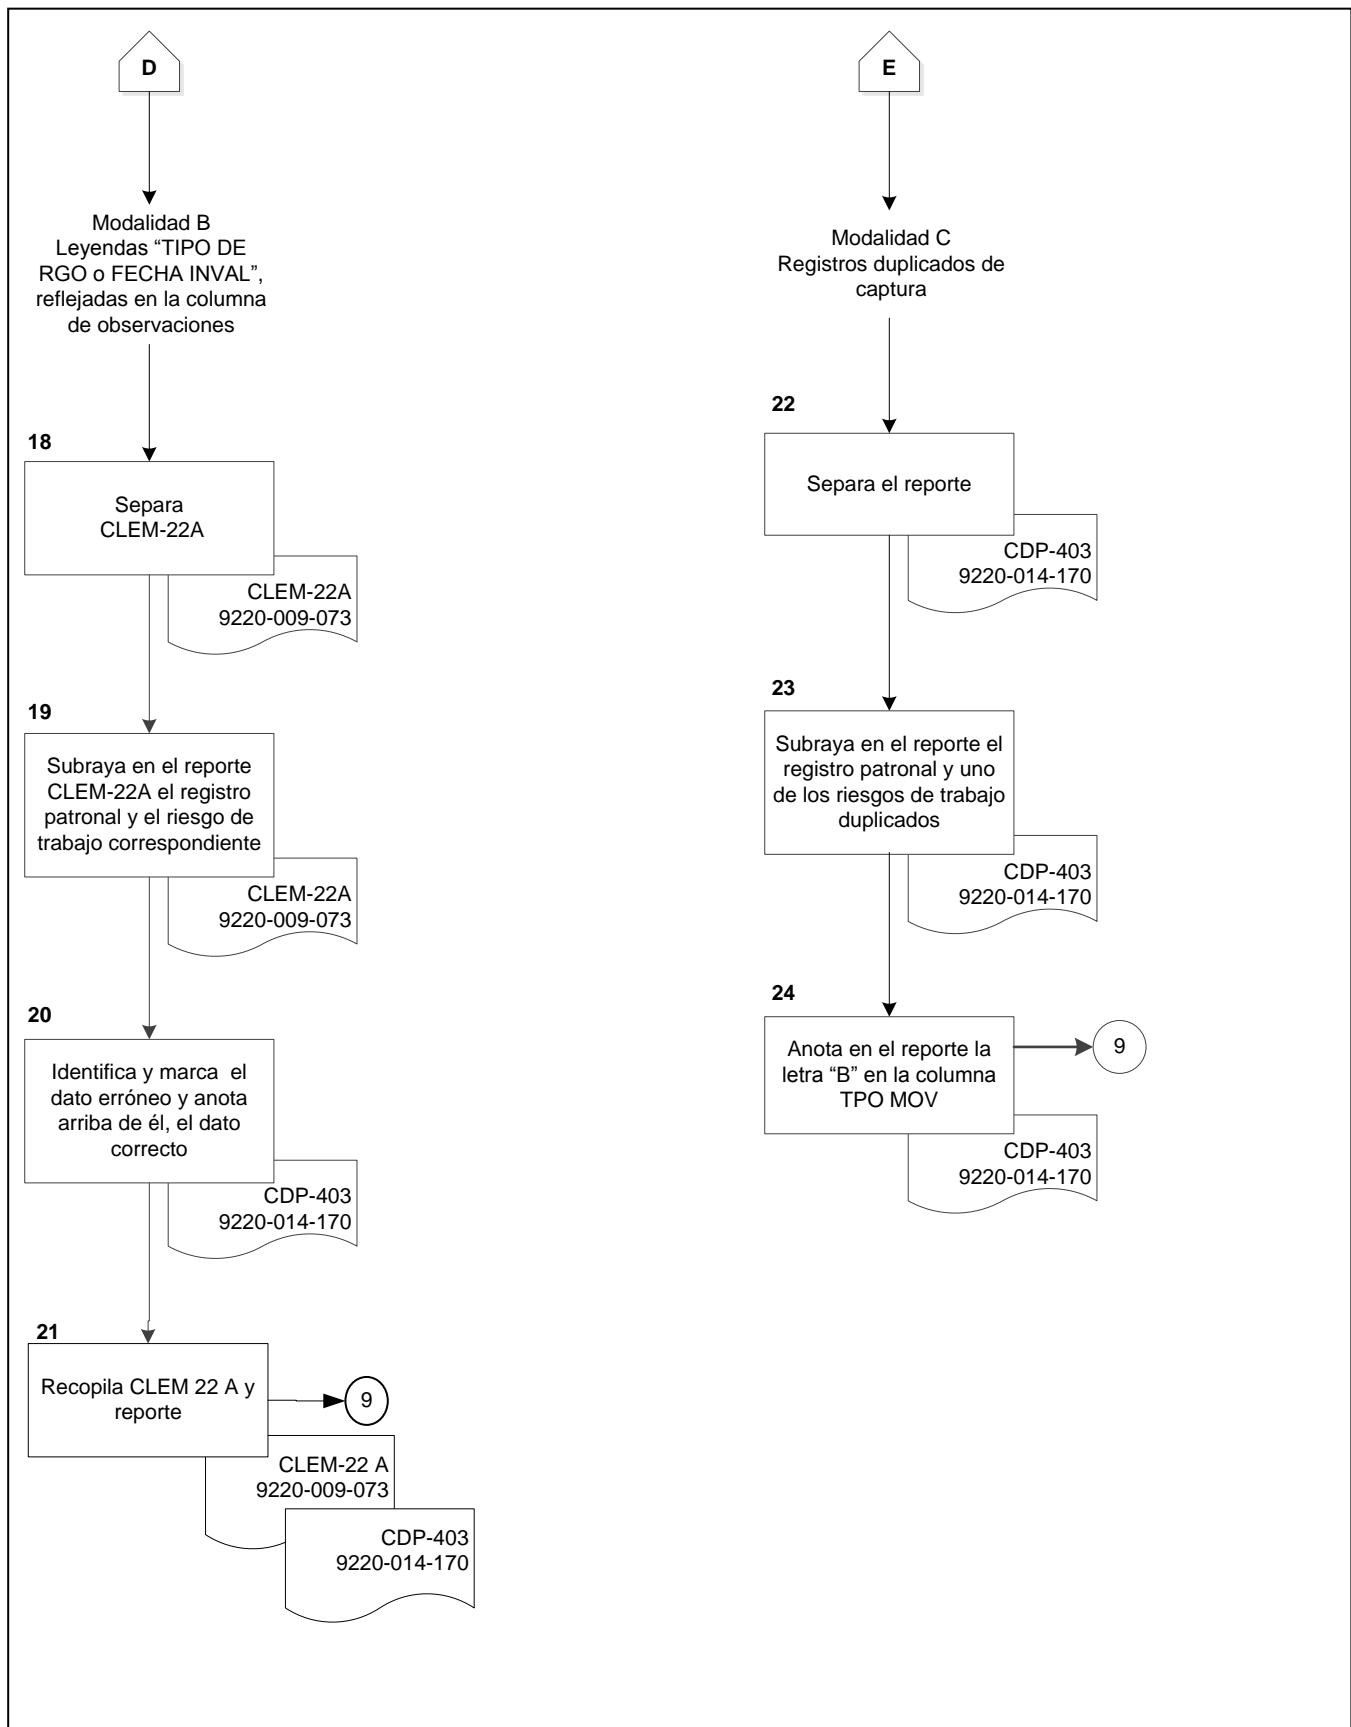 D
Modalidad B
Leyendas “TIPO DE
RGO o FECHA INVAL”,
reflejadas en la columna
de observaciones
18
Separa
CLEM-22A
CLEM-22A
9220-009-073
19
Subraya en el reporte
CLEM-22A el registro
patronal y el riesgo de
trabajo correspondiente
CLEM-22A
9220-009-073
20
Identifica y marca el
dato erróneo y anota
arriba de él, el dato
correcto
CDP-403
9220-014-170
21
Recopila CLEM 22 A y
reporte
9
CLEM-22 A
9220-009-073
CDP-403
9220-014-170
E
Modalidad C
Registros duplicados de
captura
22
Separa el reporte
CDP-403
9220-014-170
23
Subraya en el reporte el
registro patronal y uno
de los riesgos de trabajo
duplicados
CDP-403
9220-014-170
24
Anota en el reporte la
letra “B” en la columna
TPO MOV
9
CDP-403
9220-014-170